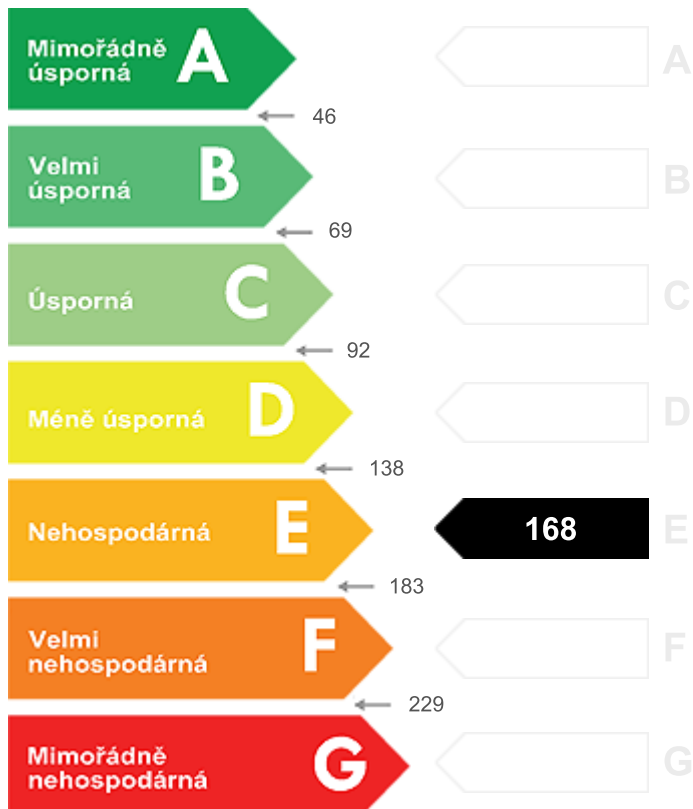 Mimořádně
úsporná
A
A
46
Velmi
úsporná
B
B
69
Úsporná
C
C
92
Méně úsporná
D
D
138
Nehospodárná
E
168
E
183
Velmi
nehospodárná
F
F
229
Mimořádně
nehospodárná
G
G